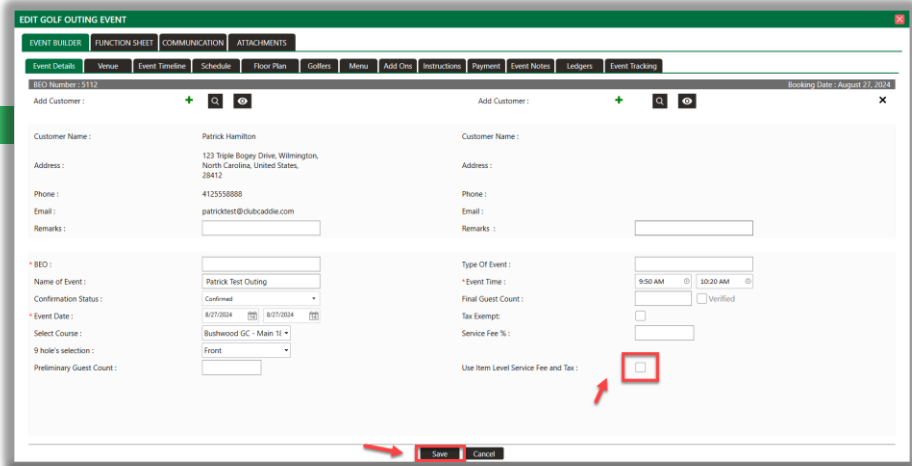 EDIT GOLF OUTING EVENT
EVENT BUILDER FUNCTION SHEET COMMUNICATION ATTACHMENTS
Event Details Venue Event Timeline Schedule Floor Plan Golfers Menu Add Ons Instructions Payment Event Notes Ledgers Event Tracking
BEO Number : 5112 Booking Date : August 27, 2024
Add Customer : Add Customer :
Customer Name : Patrick Hamilton Customer Name :
Address : 123 Triple Bogey Drive, Wilmington, North Carolina, United States, 28412 Address :
Phone : 4125558888 Phone :
Email : patricktest@clubcaddie.com Email :
Remarks : Remarks :
* BEO : Type Of Event :
Name of Event : Patrick Test Outing *Event Time : 9:50 AM 10:20 AM
Confirmation Status : Confirmed Final Guest Count : Verified
* Event Date : 8/27/2024 8/27/2024 Tax Exempt:
Select Course : Bushwood GC - Main 18 Service Fee % :
9 hole's selection : Front
Preliminary Guest Count : Use Item Level Service Fee and Tax :
Save Cancel